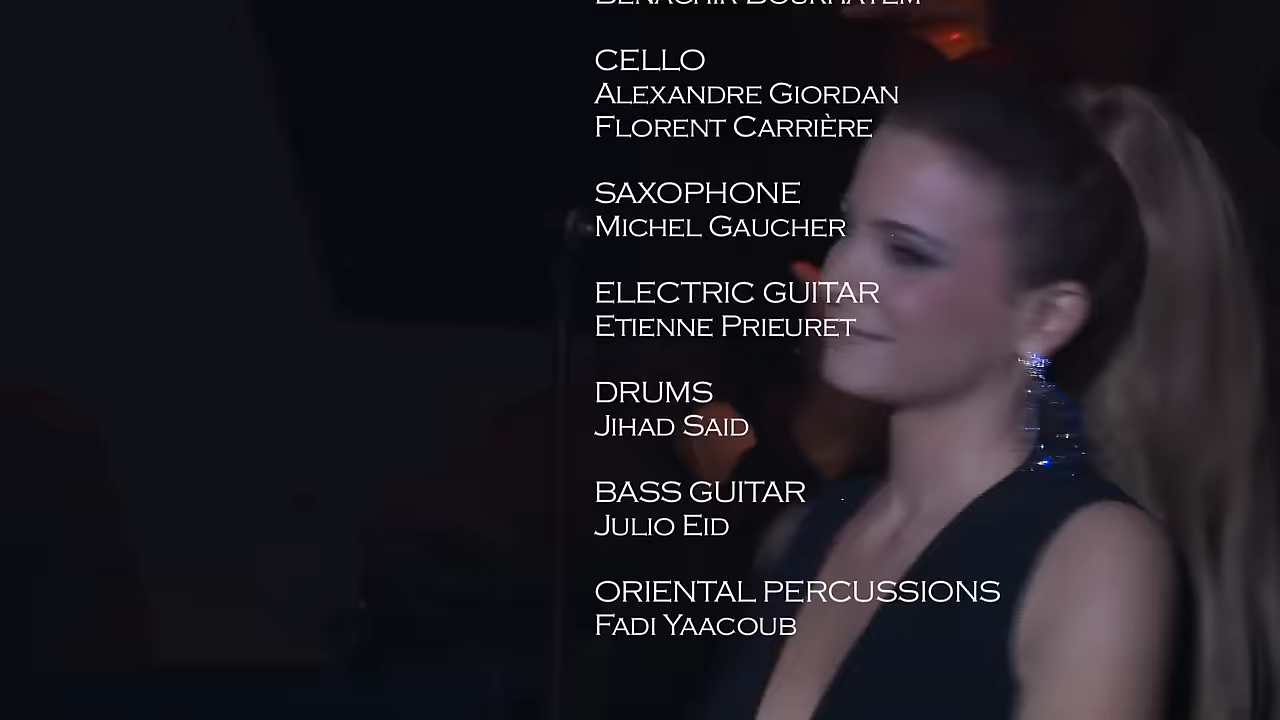 CELLO
ALEXANDRE GIORDAN
FLORENT CARRIÈRE
SAXOPHONE
MICHEL GAUCHER
ELECTRIC GUITAR
ETIENNE PRIEURET
DRUMS
JIHAD SAID
BASS GUITAR
JULIO EID
ORIENTAL PERCUSSIONS
FADI YAACOUB